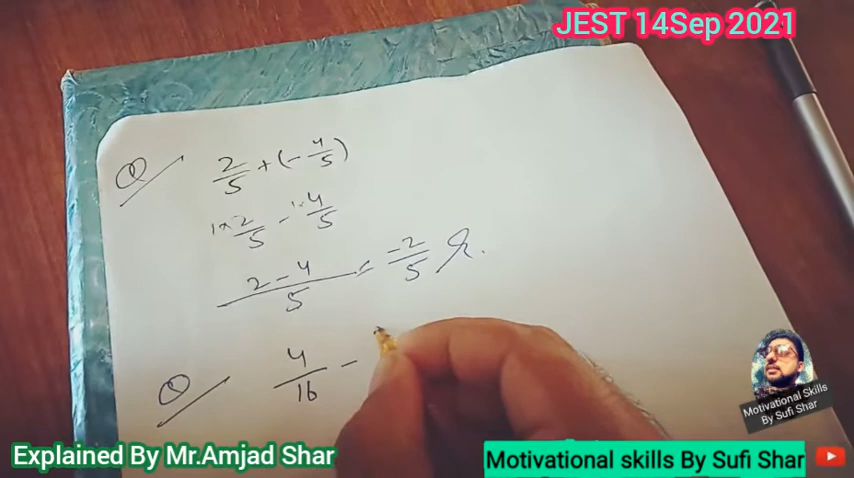 JEST 14Sep 2021
Q 2/5 + (- 4/5)
1× 2/5 - 1× 4/5
2 - 4 / 5 = -2/5
Q 4/16 -
Motivational Skills
By Sufi Shar
Explained By Mr.Amjad Shar
Motivational skills By Sufi Shar